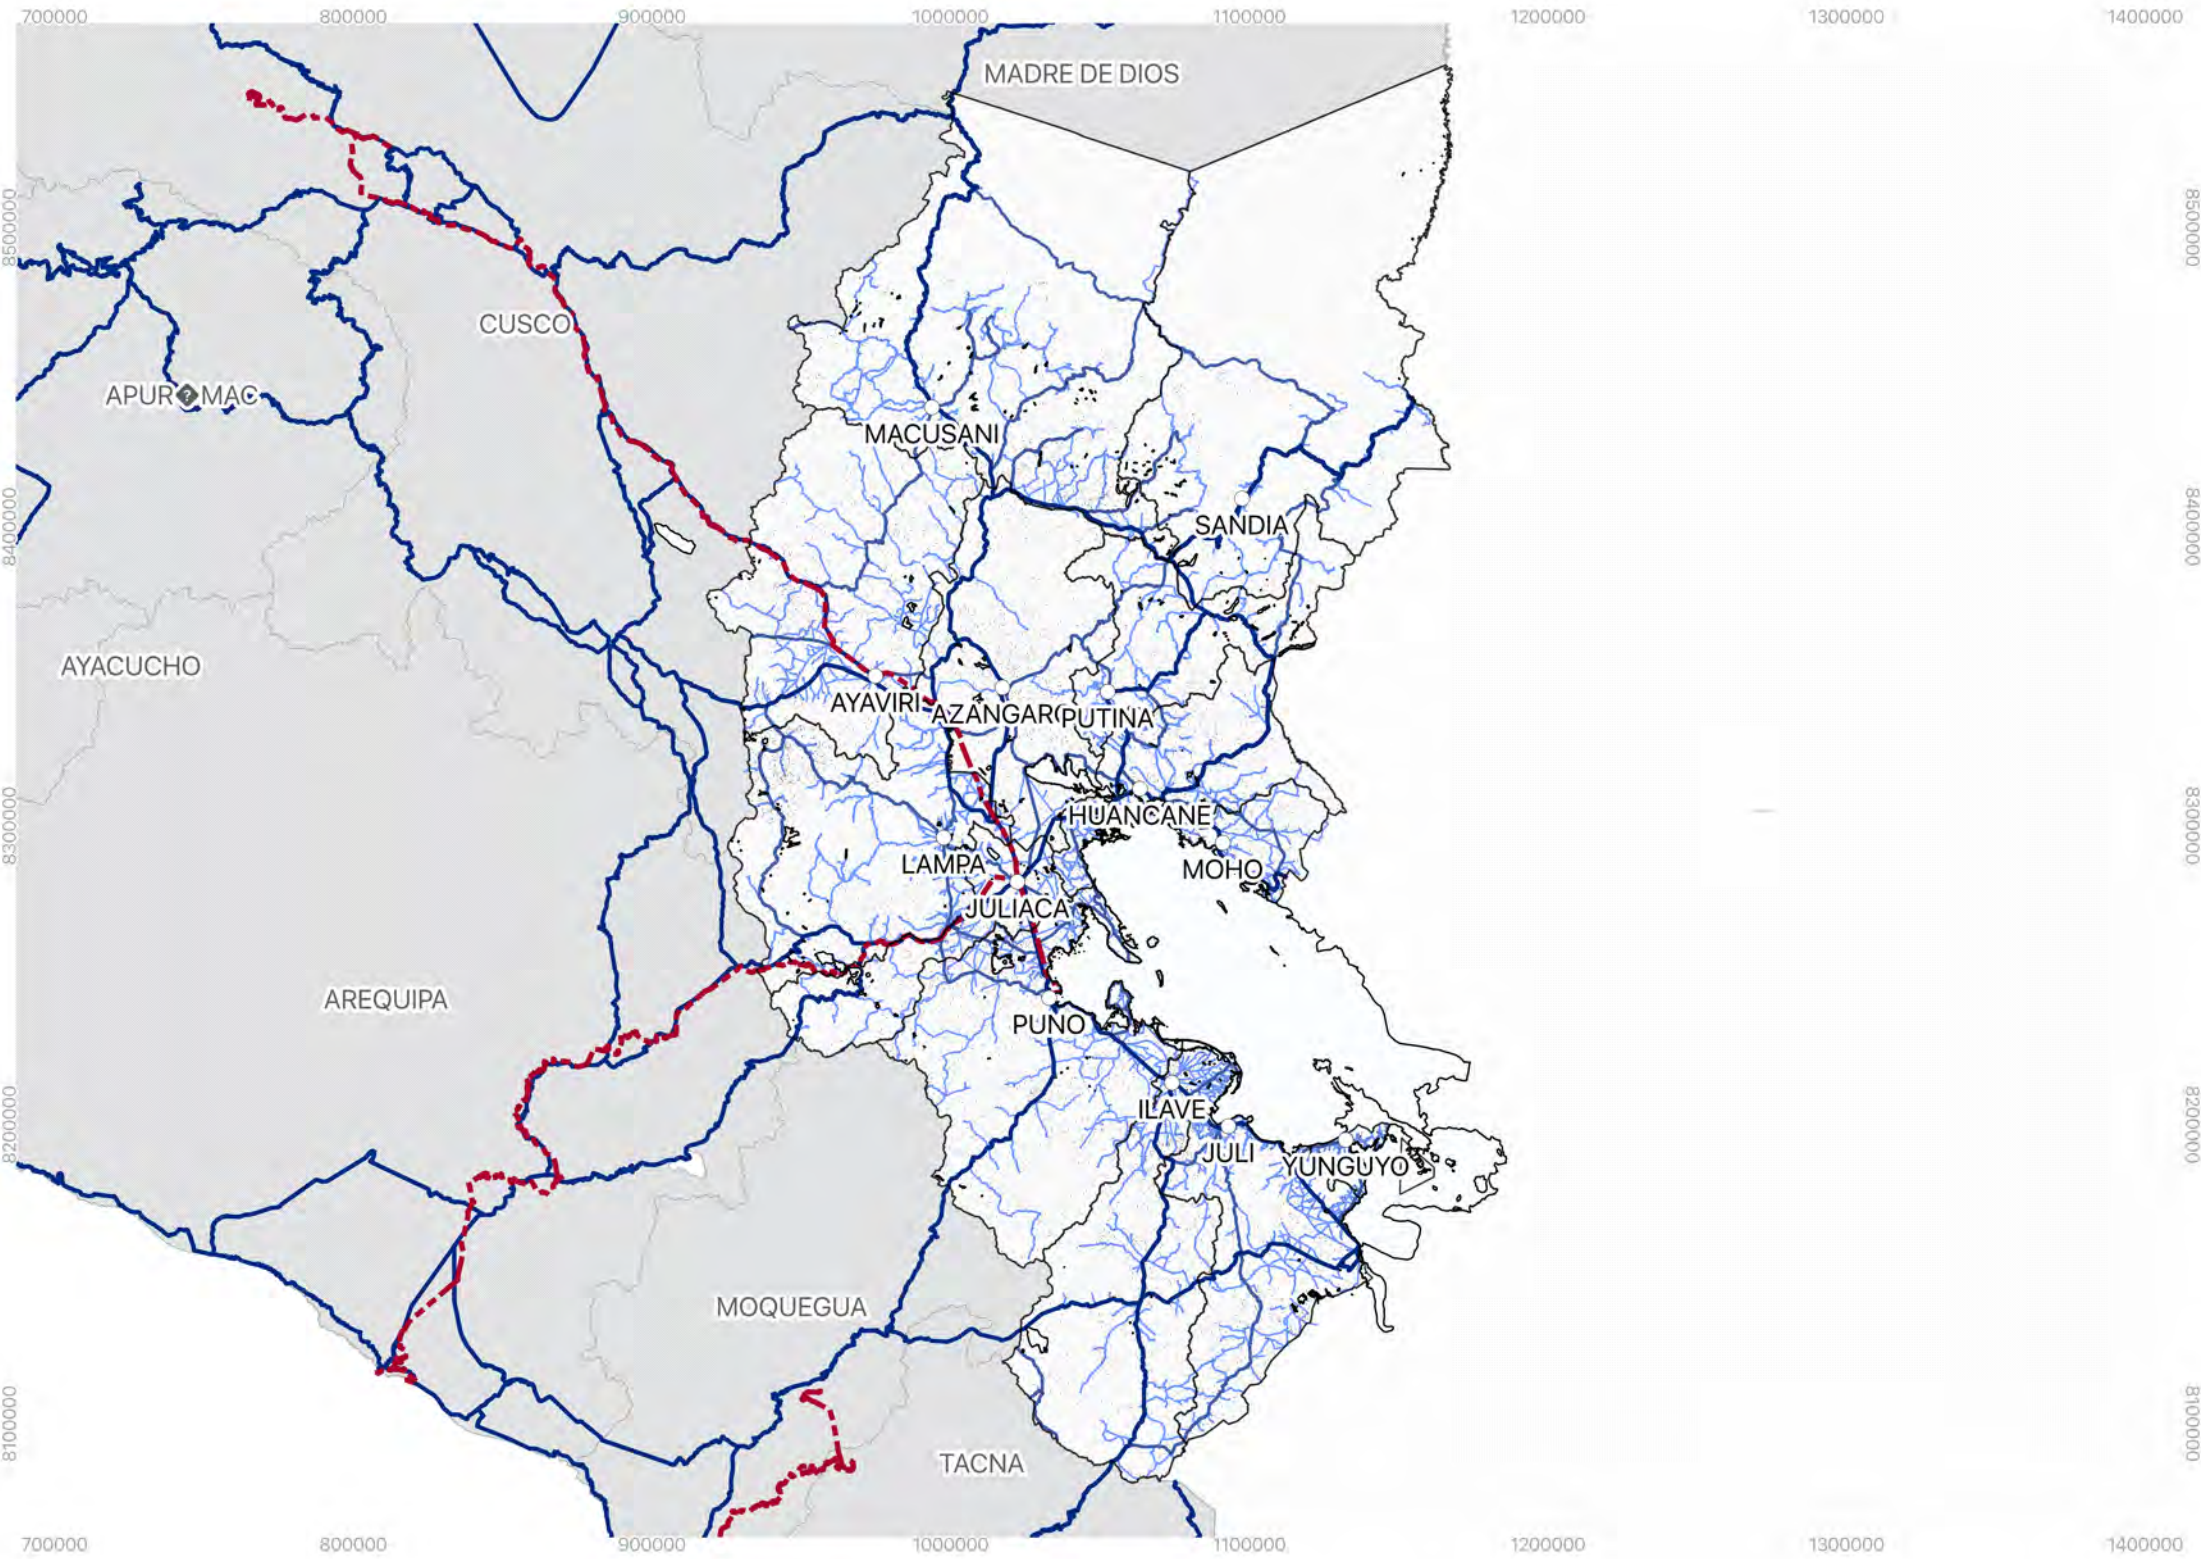 700000 800000 900000 1000000 1100000 1200000 1300000 1400000
MADRE DE DIOS
8500000 8500000
CUSCO
APUR�MAC
MACUSANI
SANDIA
8400000 8400000
AYACUCHO
AYAVIRI AZANGARO PUTINA
8300000 8300000
HUANCANE
LAMPA MOHO
JULIACA
AREQUIPA
PUNO
ILAVE
8200000 8200000
JULI YUNGUYO
MOQUEGUA
8100000 8100000
TACNA
700000 800000 900000 1000000 1100000 1200000 1300000 1400000